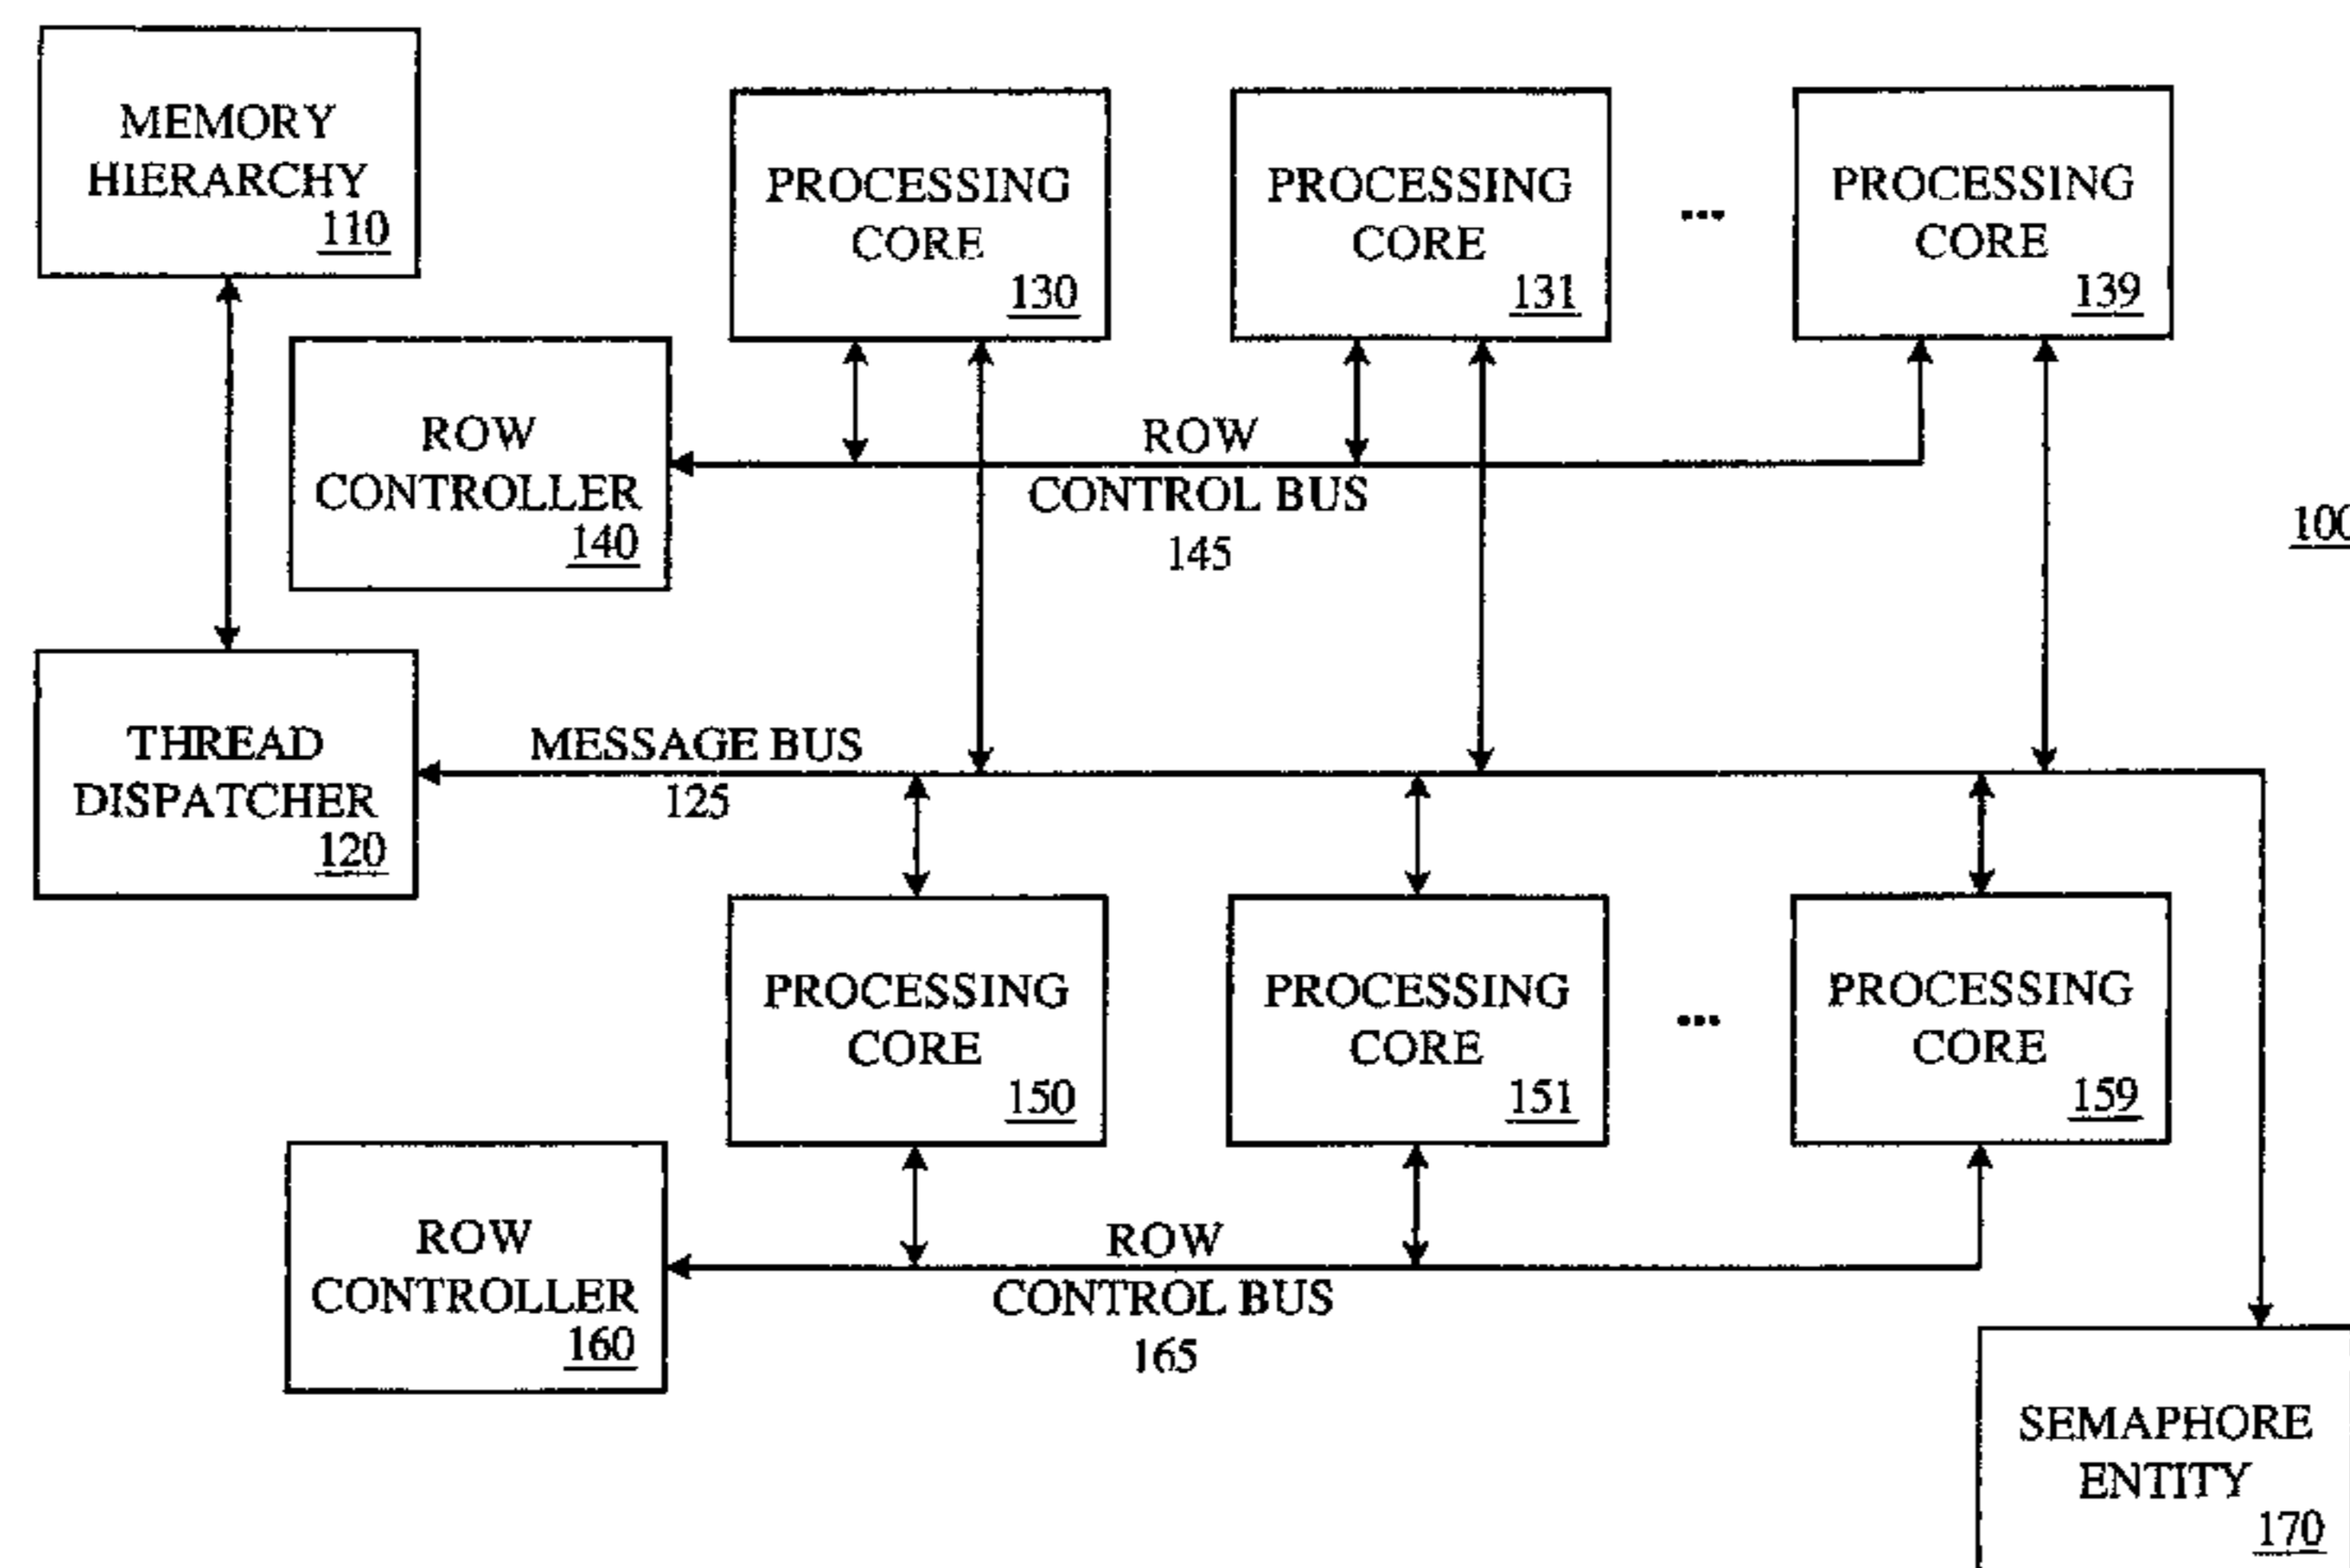 MEMORY
HIERARCHY
110
PROCESSING
CORE
130
PROCESSING
CORE
131
...
PROCESSING
CORE
139
ROW
CONTROLLER
140
ROW
CONTROL BUS
145
100
THREAD
DISPATCHER
120
MESSAGE BUS
125
PROCESSING
CORE
150
PROCESSING
CORE
151
...
PROCESSING
CORE
159
ROW
CONTROLLER
160
ROW
CONTROL BUS
165
SEMAPHORE
ENTITY
170